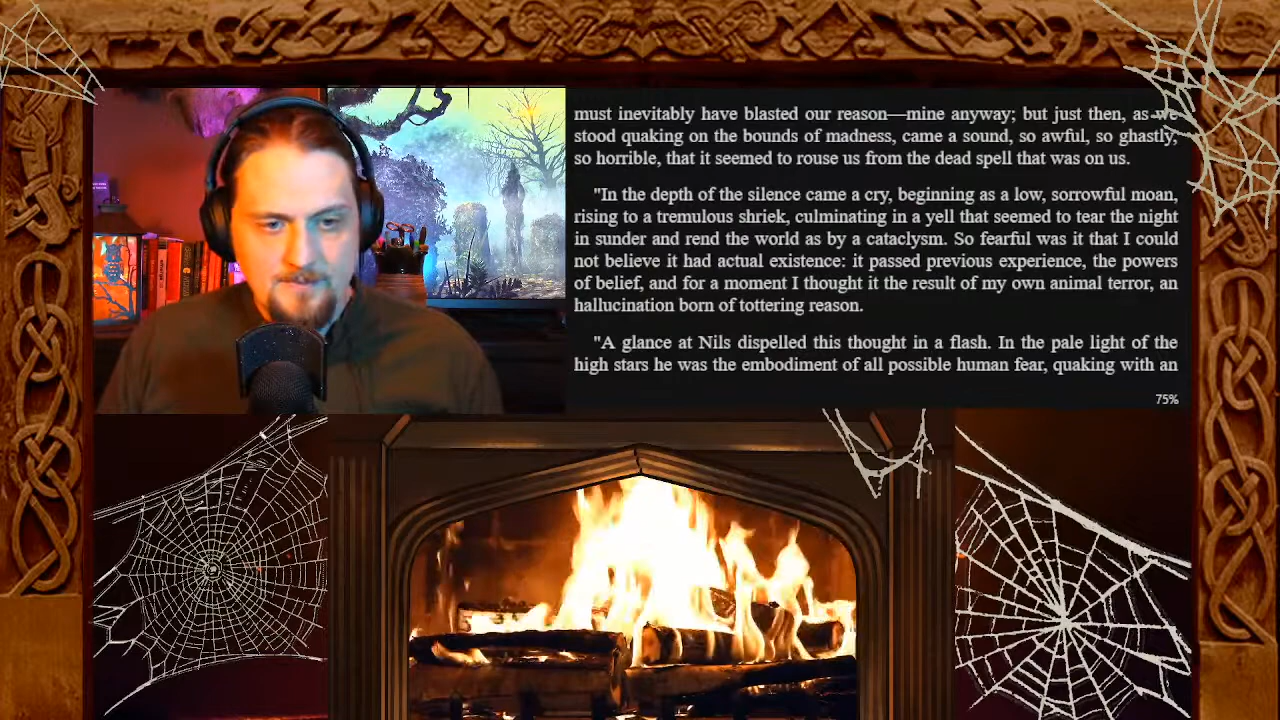 must inevitably have blasted our reason—mine anyway; but just then, as we
stood quaking on the bounds of madness, came a sound, so awful, so ghastly,
so horrible, that it seemed to rouse us from the dead spell that was on us.
"In the depth of the silence came a cry, beginning as a low, sorrowful moan,
rising to a tremulous shriek, culminating in a yell that seemed to tear the night
in sunder and rend the world as by a cataclysm. So fearful was it that I could
not believe it had actual existence: it passed previous experience, the powers
of belief, and for a moment I thought it the result of my own animal terror, an
hallucination born of tottering reason.
"A glance at Nils dispelled this thought in a flash. In the pale light of the
high stars he was the embodiment of all possible human fear, quaking with an
75%